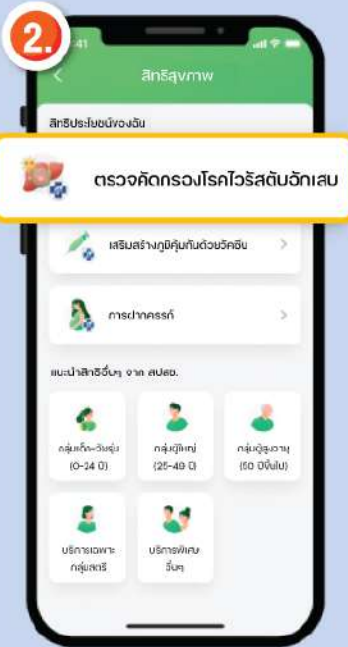 2.
41
สิทธิสุขภาพ
สิทธิประโยชน์ของฉัน
ตรวจคัดกรองโรคไวรัสตับอักเสบ
เสริมสร้างภูมิคุ้มกันด้วยวัคซีน
การฝากครรภ์
แนะนำสิทธิอื่นๆ จาก สปสช.
กลุ่มเด็ก-วัยรุ่น
(0-24 ปี)
กลุ่มผู้ใหญ่
(25-49 ปี)
กลุ่มผู้สูงอายุ
(50 ปีขึ้นไป)
บริการเฉพาะ
กลุ่มสตรี
บริการพิเศษ
อื่นๆ